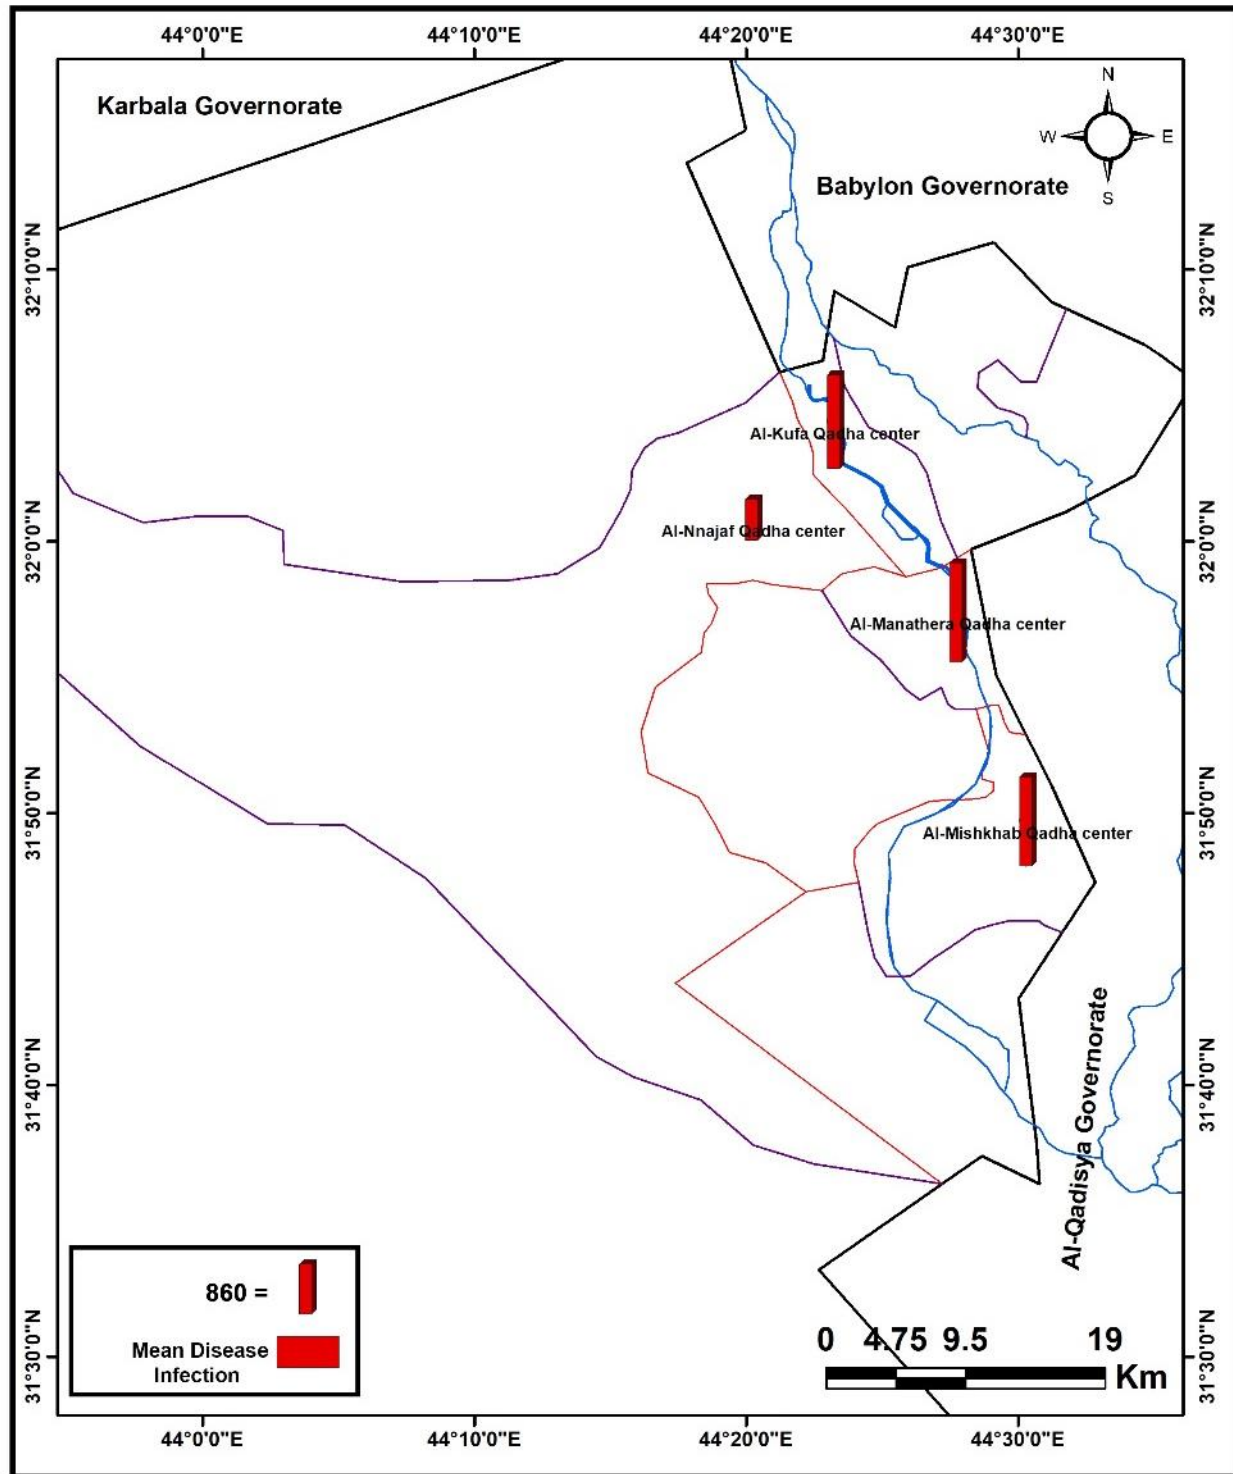 44°0'0"E 44°10'0"E 44°20'0"E 44°30'0"E
Karbala Governorate
N
W E
S
Babylon Governorate
32°10'0"N 32°10'0"N
Al-Kufa Qadha center
Al-Nnajaf Qadha center
32°0'0"N 32°0'0"N
Al-Manathera Qadha center
31°50'0"N 31°50'0"N
Al-Mishkhab Qadha center
31°40'0"N 31°40'0"N
Al-Qadisya Governorate
860 =
Mean Disease
Infection
31°30'0"N 31°30'0"N
0 4.75 9.5 19
Km
44°0'0"E 44°10'0"E 44°20'0"E 44°30'0"E